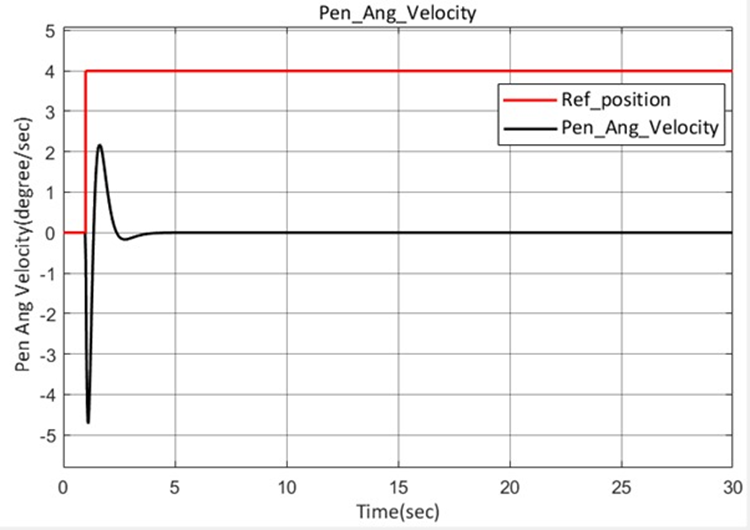 Pen_Ang_Velocity
5
4
3
2
1
0
-1
-2
-3
-4
-5
Pen Ang Velocity(degree/sec)
Ref_position
Pen_Ang_Velocity
0 5 10 15 20 25 30
Time(sec)